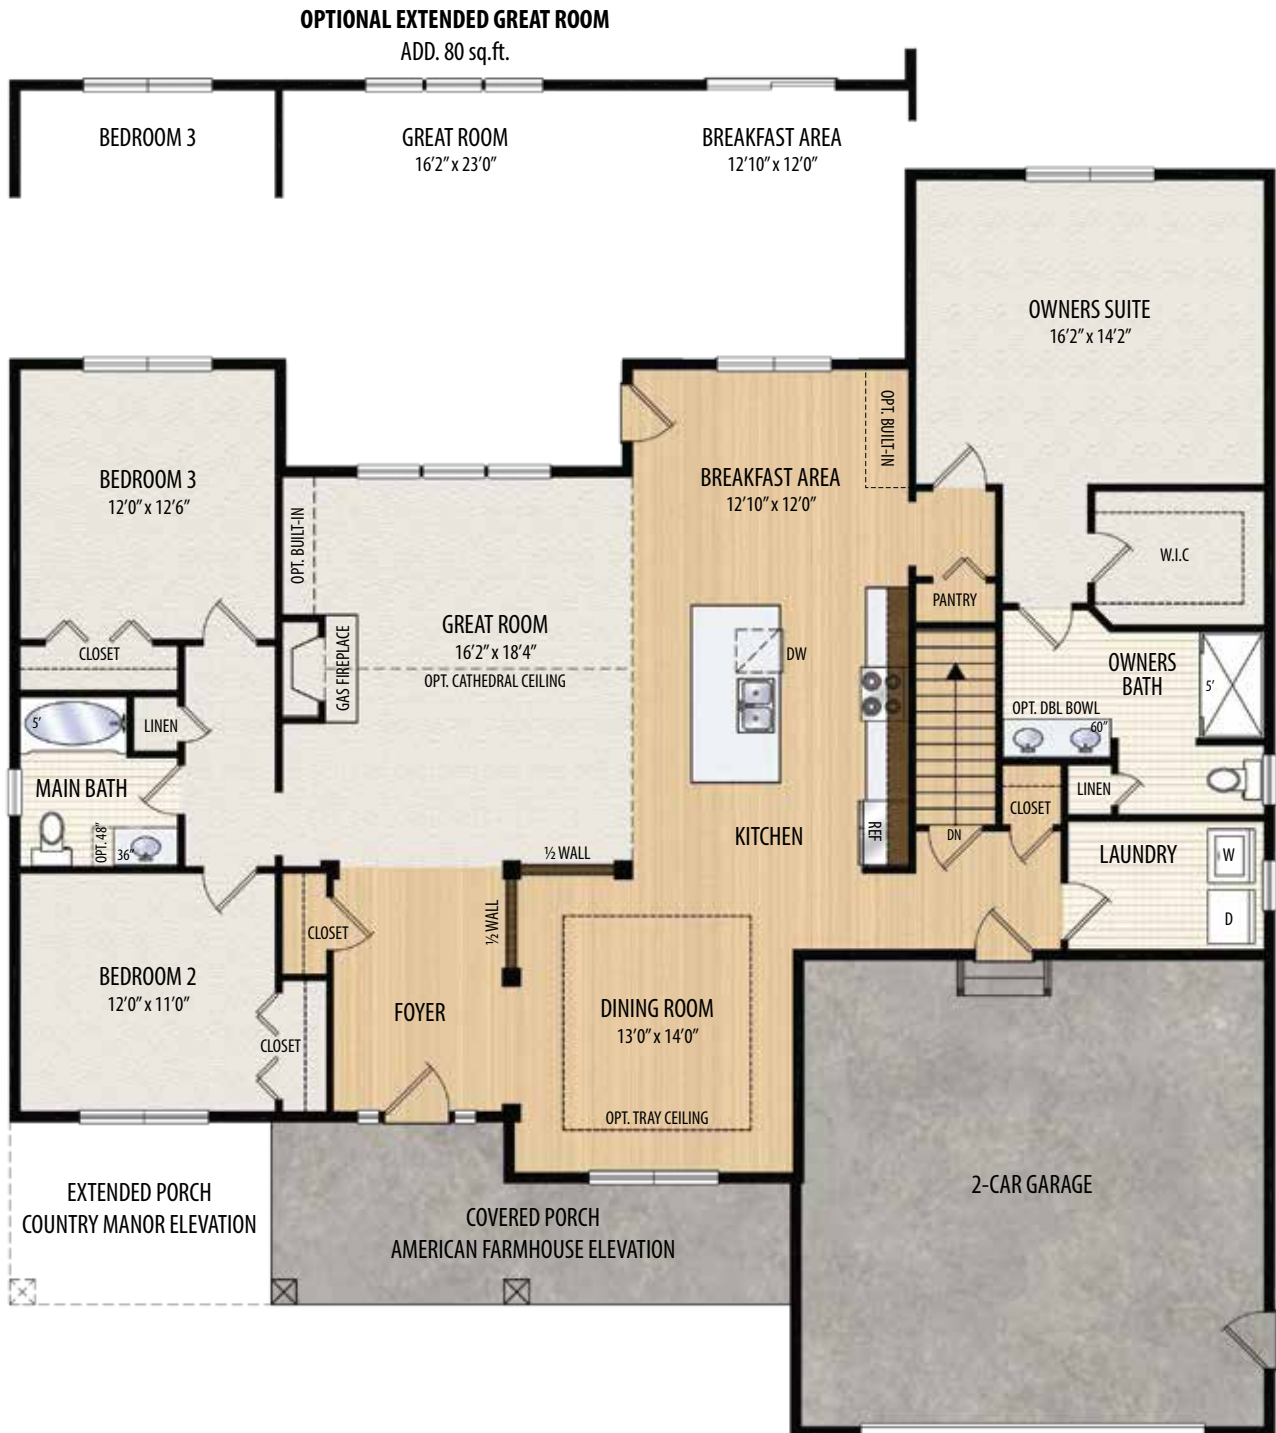 OPTIONAL EXTENDED GREAT ROOM
ADD. 80 sq.ft.
BEDROOM 3
GREAT ROOM
16'2" x 23'0"
BREAKFAST AREA
12'10" x 12'0"
OWNERS SUITE
16'2" x 14'2"
BEDROOM 3
12'0" x 12'6"
OPT. BUILT-IN
BREAKFAST AREA
12'10" x 12'0"
OPT. BUILT-IN
W.I.C
PANTRY
CLOSET
GAS FIREPLACE
GREAT ROOM
16'2" x 18'4"
OPT. CATHEDRAL CEILING
DW
OWNERS
BATH
5'
OPT. DBL BOWL
60"
5'
LINEN
MAIN BATH
OPT. 48"
36"
KITCHEN
REF
DN
CLOSET
LINEN
LAUNDRY
W
D
½ WALL
½ WALL
CLOSET
BEDROOM 2
12'0" x 11'0"
CLOSET
FOYER
DINING ROOM
13'0" x 14'0"
OPT. TRAY CEILING
2-CAR GARAGE
EXTENDED PORCH
COUNTRY MANOR ELEVATION
COVERED PORCH
AMERICAN FARMHOUSE ELEVATION